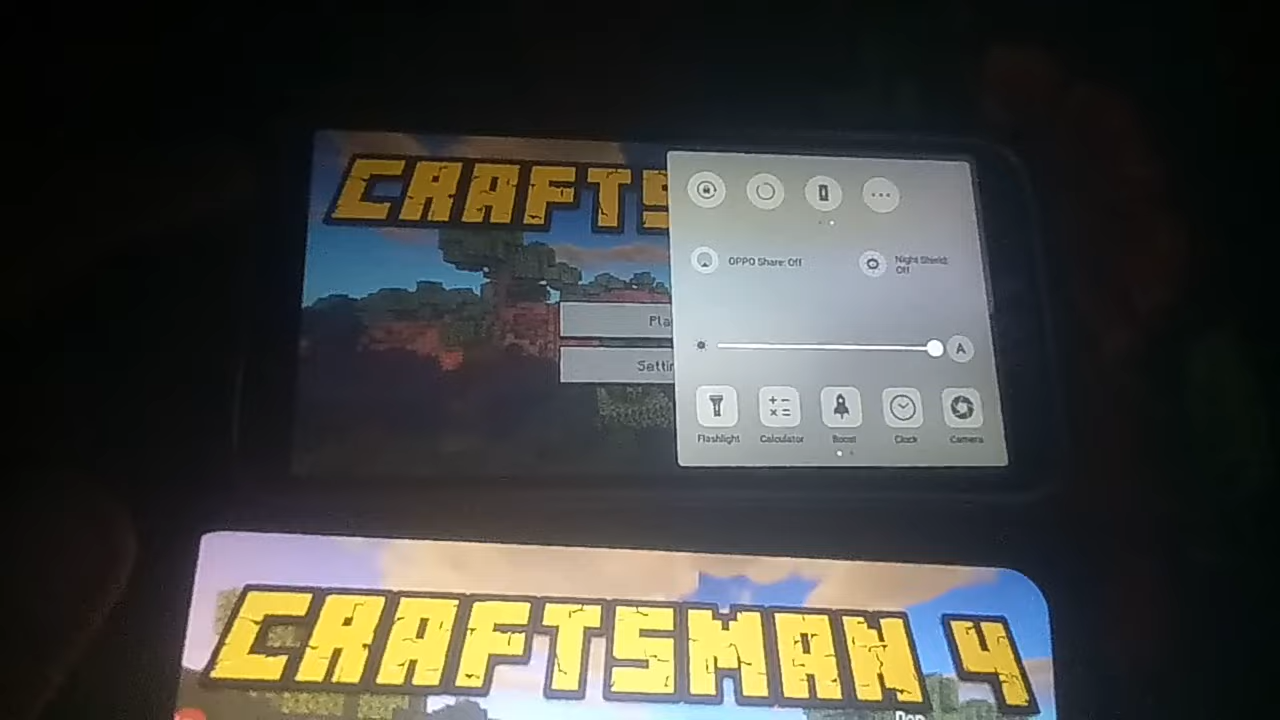 CRAFTS
OPPO Share: Off
Night Shield:
Off
Pla
Settin
A
Flashlight
Calculator
Boost
Clock
Camera
CRAFTSMAN 4